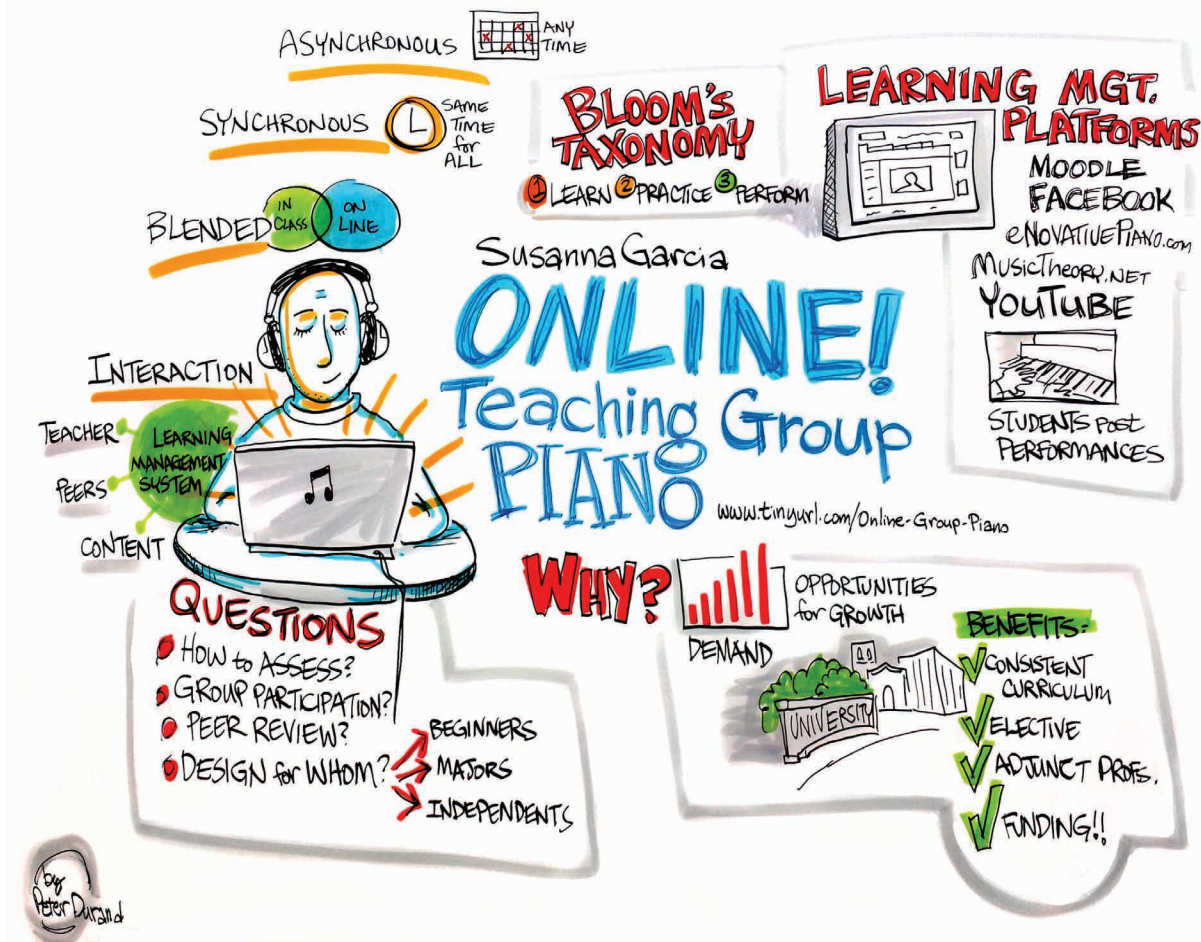 ASYNCHRONOUS
ANY
TIME
SYNCHRONOUS
SAME
TIME
for
ALL
BLENDED
IN
CLASS
ON
LINE
INTERACTION
TEACHER
PEERS
CONTENT
LEARNING
MANAGEMENT
SYSTEM
BLOOM'S
TAXONOMY
1 LEARN 2 PRACTICE 3 PERFORM
LEARNING MGT.
PLATFORMS
MOODLE
FACEBOOK
eNOVATIVEPIANO.com
MUSICTHEORY.NET
YOUTUBE
STUDENTS POST
PERFORMANCES
Susanna Garcia
ONLINE!
Teaching Group
PIANO
www.tinyurl.com/Online-Group-Piano
QUESTIONS
HOW to ASSESS?
GROUP PARTICIPATION?
PEER REVIEW?
DESIGN for WHOM?
BEGINNERS
MAJORS
INDEPENDENTS
WHY?
DEMAND
OPPORTUNITIES
for GROWTH
UNIVERSITY
BENEFITS:
CONSISTENT
CURRICULUM
ELECTIVE
ADJUNCT PROFS.
FUNDING!!
by
Peter Durand